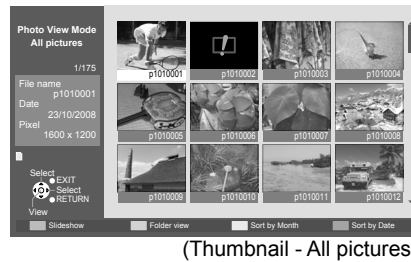 Photo View Mode
All pictures
1/175
File name
p1010001
Date
23/10/2008
Pixel
1600 x 1200
Select
EXIT
Select
RETURN
View
p1010001
p1010002
p1010003
p1010004
p1010005
p1010006
p1010007
p1010008
p1010009
p1010010
p1010011
p1010012
Slideshow
Folder view
Sort by Month
Sort by Date
(Thumbnail - All pictures